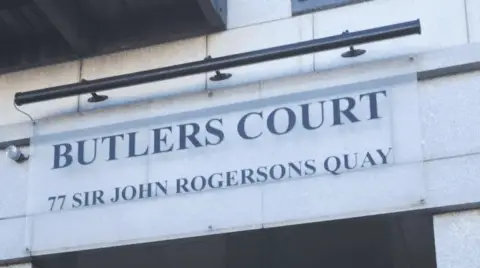 BUTLERS COURT
77 SIR JOHN ROGERSONS QUAY